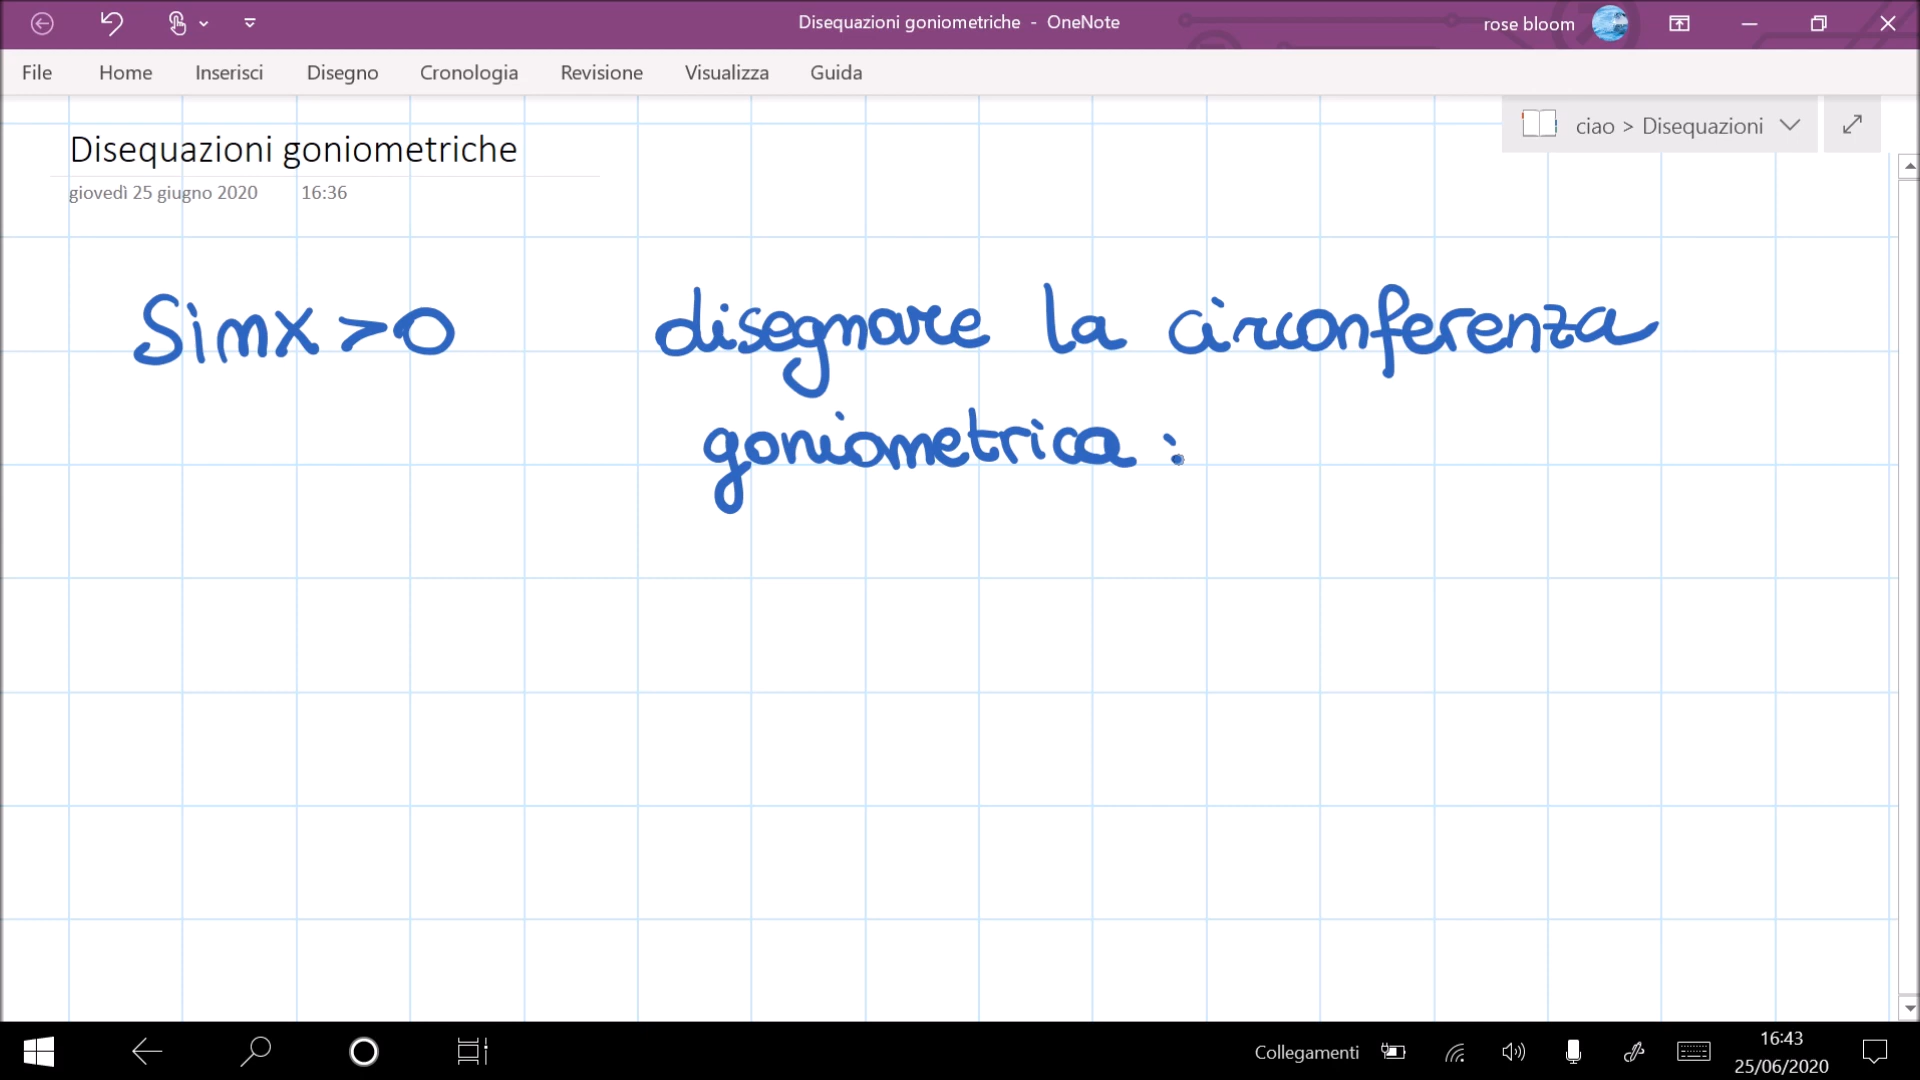 Disequazioni goniometriche - OneNote
rose bloom
File Home Inserisci Disegno Cronologia Revisione Visualizza Guida
ciao > Disequazioni
Disequazioni goniometriche
giovedì 25 giugno 2020 16:36
Sinx>0 disegnare la circonferenza
goniometrica :
Collegamenti
16:43
25/06/2020